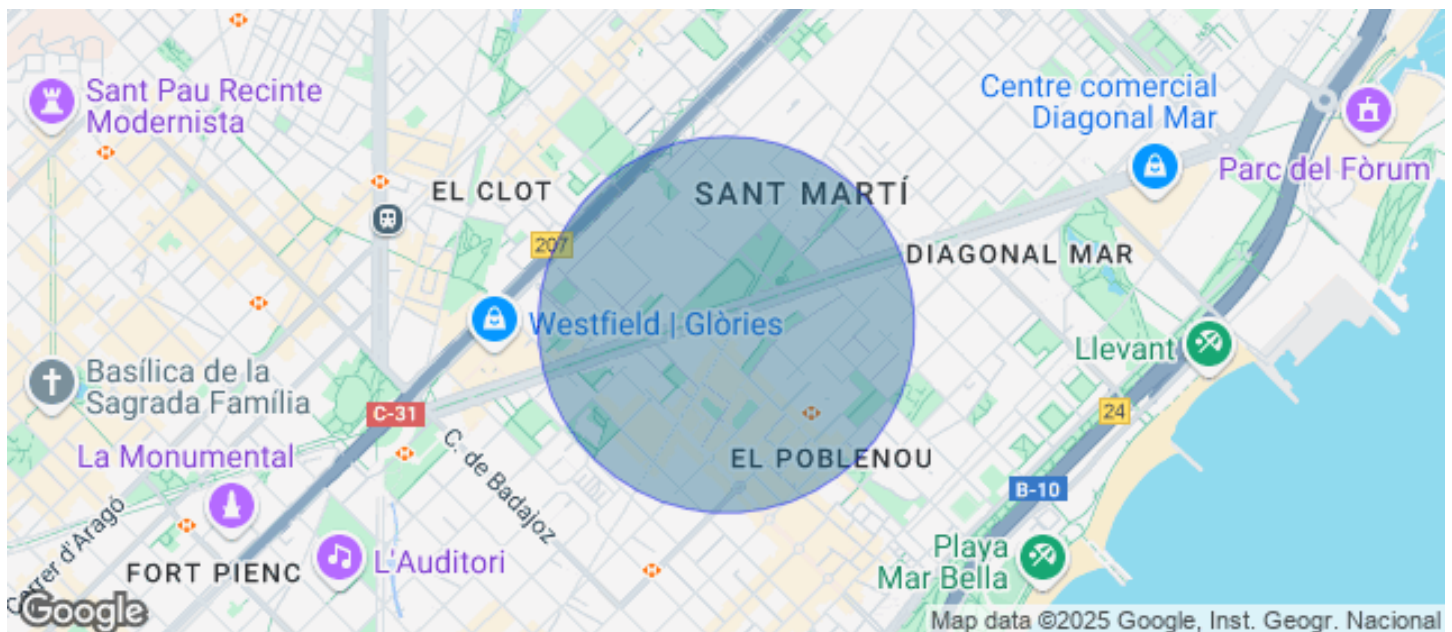 Sant Pau Recinte
Modernista
Centre comercial
Diagonal Mar
Parc del Fòrum
EL CLOT
SANT MARTÍ
207
DIAGONAL MAR
Westfield | Glòries
Llevant
Basílica de la
Sagrada Família
C-31
24
La Monumental
C. de Badajoz
EL POBLENOU
B-10
Carrer d'Aragó
L'Auditori
Playa
Mar Bella
FORT PIENC
Google
Map data ©2025 Google, Inst. Geogr. Nacional